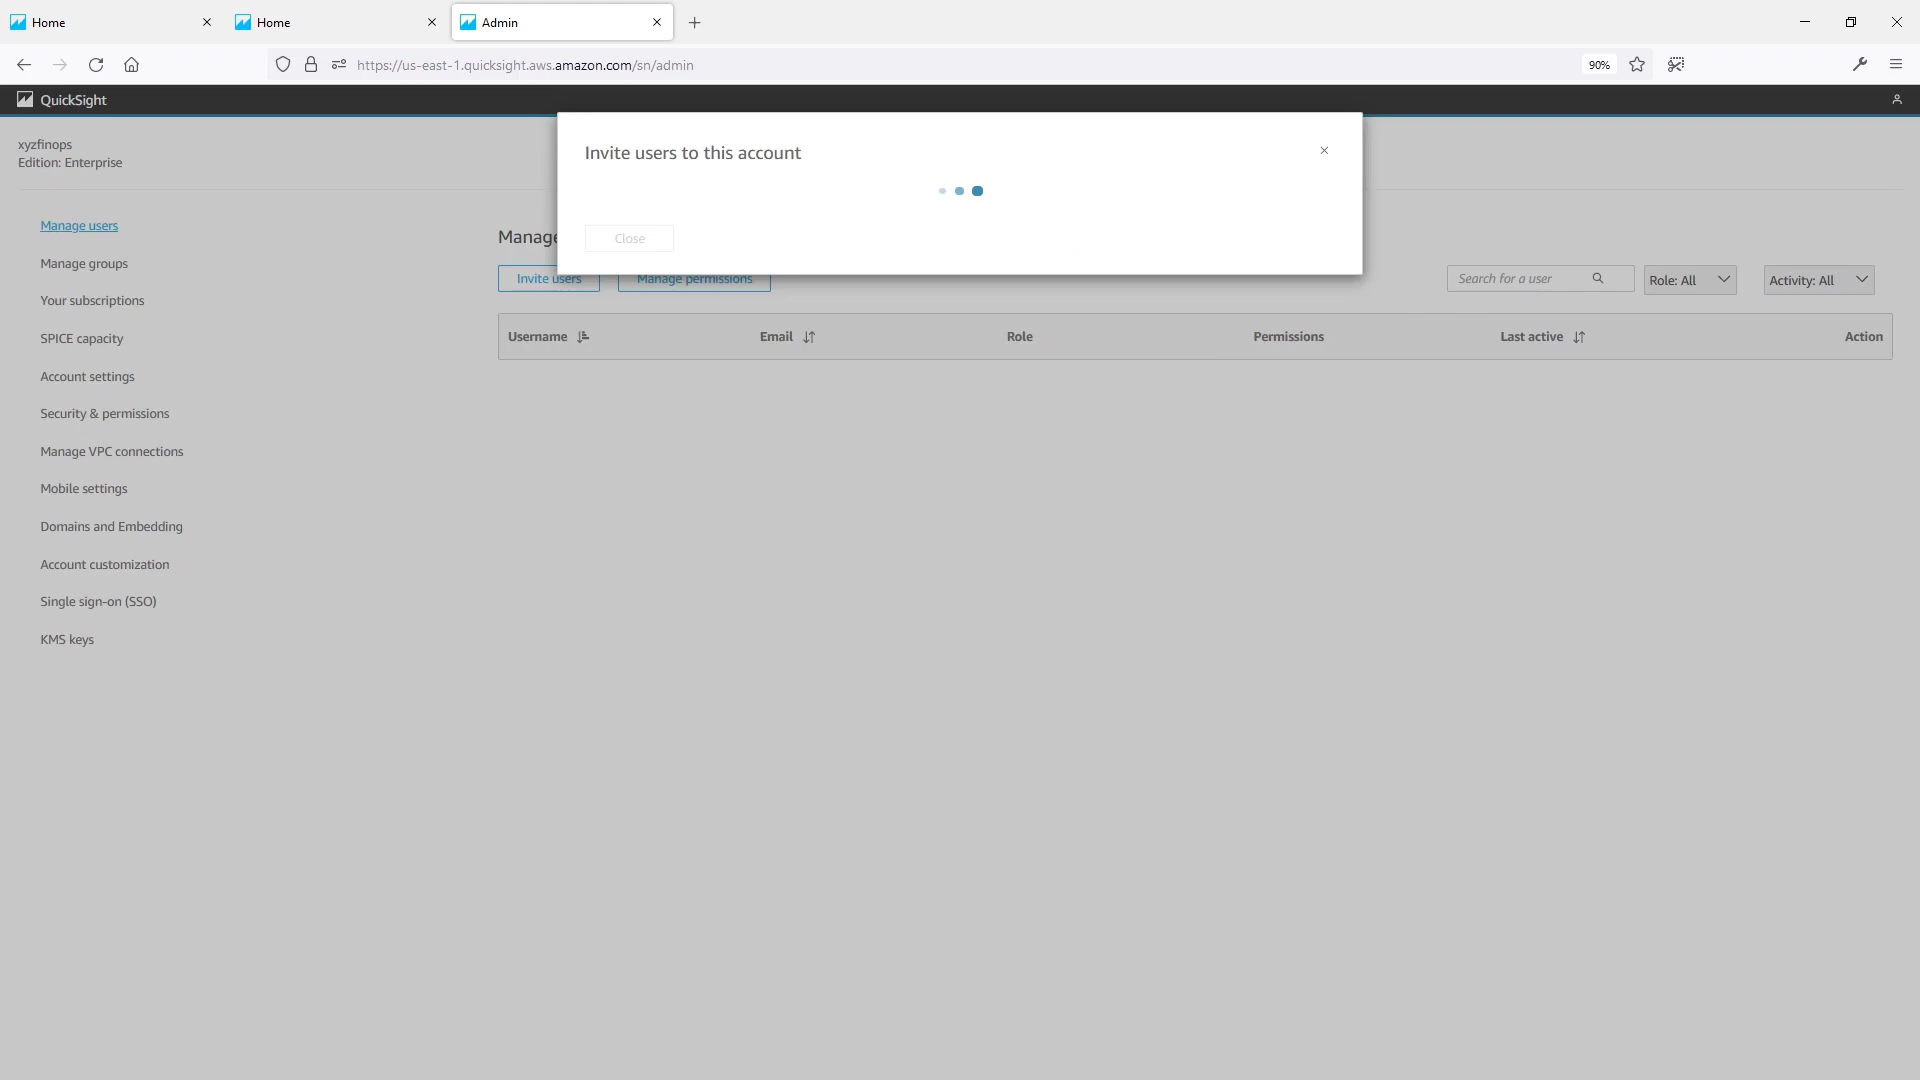 Home
Home
Admin
https://us-east-1.quicksight.aws.amazon.com/sn/admin
90%
QuickSight
xyzfinops
Edition: Enterprise
Invite users to this account
Close
Manage users
Manage groups
Your subscriptions
SPICE capacity
Account settings
Security & permissions
Manage VPC connections
Mobile settings
Domains and Embedding
Account customization
Single sign-on (SSO)
KMS keys
Manage
Invite users
Manage permissions
Search for a user
Role: All
Activity: All
Username
Email
Role
Permissions
Last active
Action